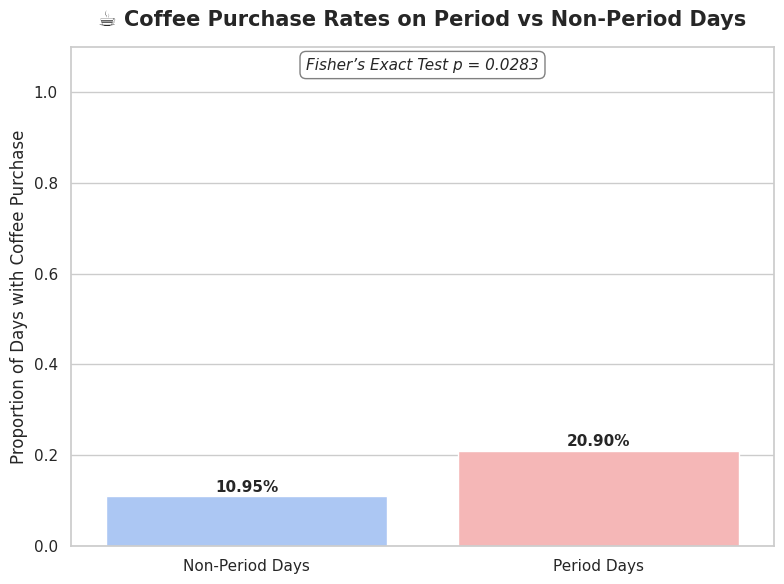 ☕ Coffee Purchase Rates on Period vs Non-Period Days
Fisher’s Exact Test p = 0.0283
Proportion of Days with Coffee Purchase
1.0
0.8
0.6
0.4
0.2
0.0
10.95%
20.90%
Non-Period Days
Period Days